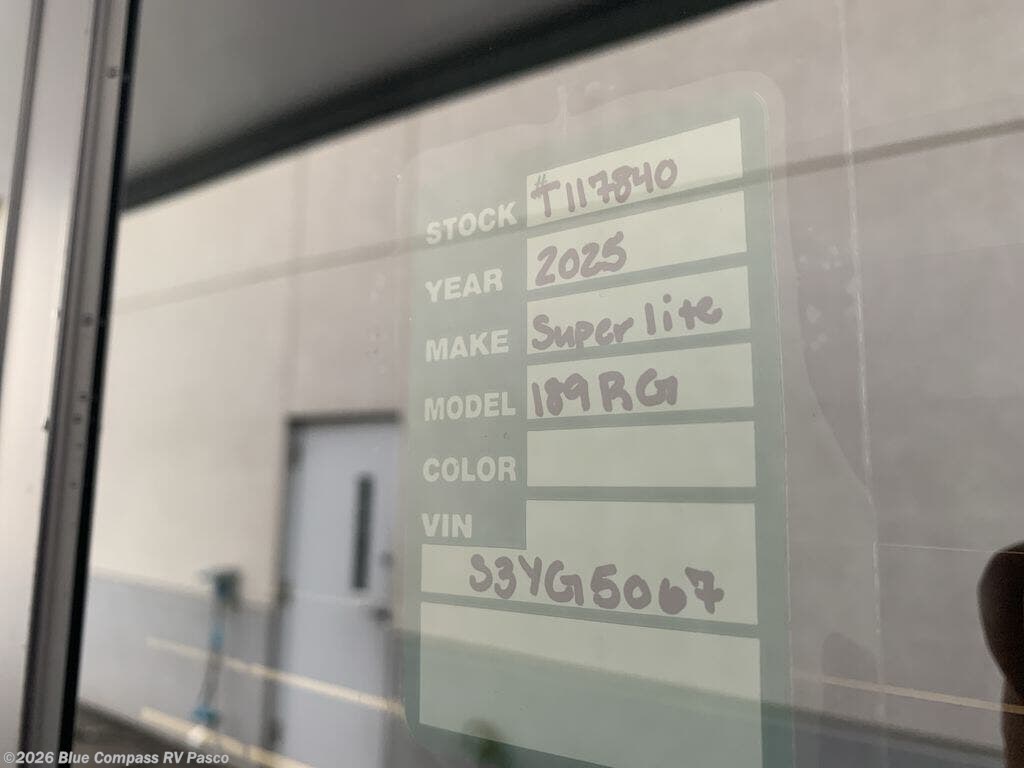 STOCK #T117840
YEAR 2025
MAKE Super lite
MODEL 189RG
COLOR
VIN
S3YG5067
©2026 Blue Compass RV Pasco